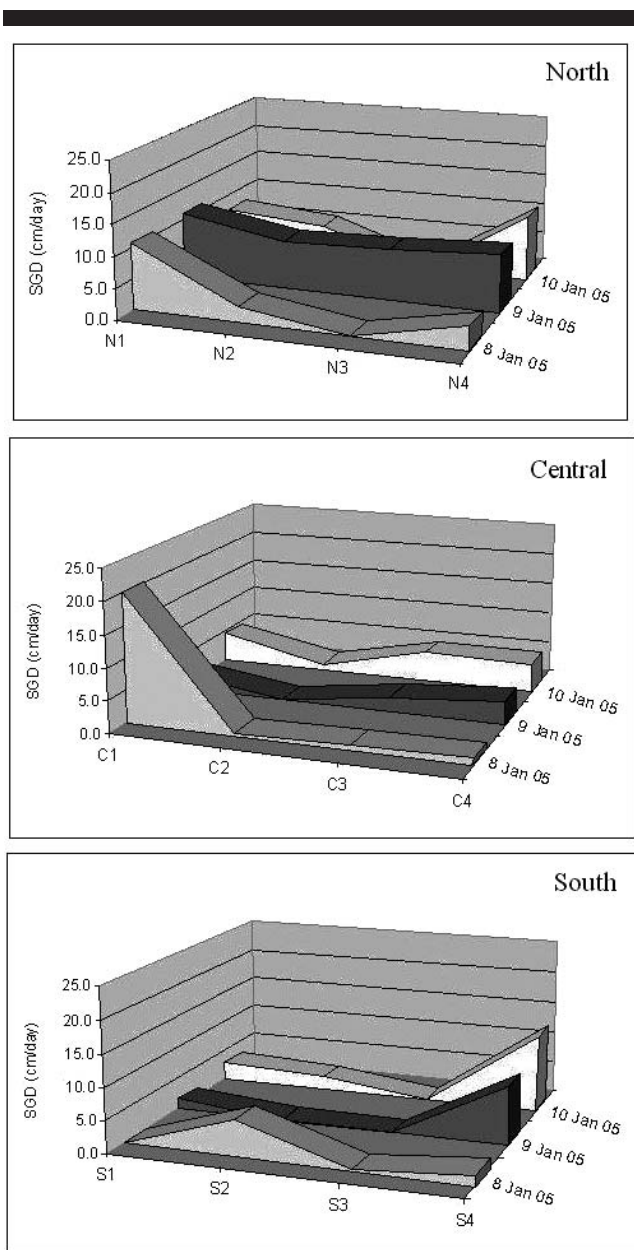 North
25.0
20.0
15.0
10.0
5.0
0.0
SGD (cm/day)
N1
N2
N3
N4
8 Jan 05
9 Jan 05
10 Jan 05
Central
25.0
20.0
15.0
10.0
5.0
0.0
SGD (cm/day)
C1
C2
C3
C4
8 Jan 05
9 Jan 05
10 Jan 05
South
25.0
20.0
15.0
10.0
5.0
0.0
SGD (cm/day)
S1
S2
S3
S4
8 Jan 05
9 Jan 05
10 Jan 05